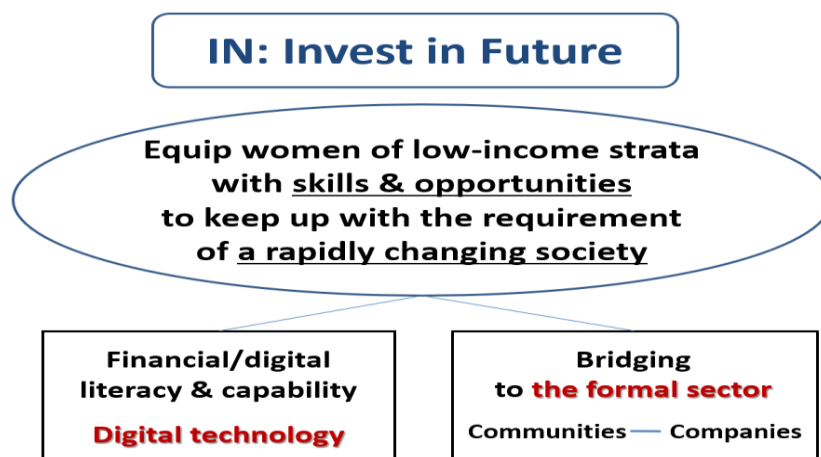 IN: Invest in Future
Equip women of low-income strata
with skills & opportunities
to keep up with the requirement
of a rapidly changing society
Financial/digital
literacy & capability
Digital technology
Bridging
to the formal sector
Communities — Companies